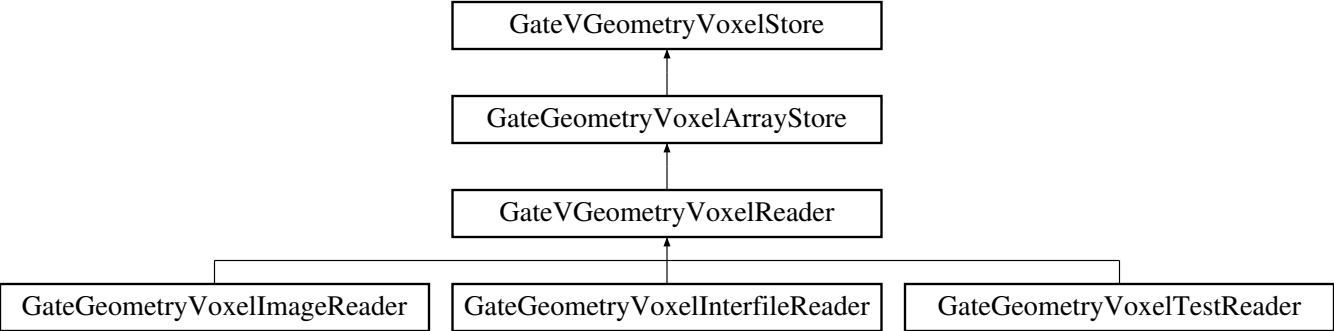 GateVGeometryVoxelStore
GateGeometryVoxelArrayStore
GateVGeometryVoxelReader
GateGeometryVoxelImageReader
GateGeometryVoxelInterfileReader
GateGeometryVoxelTestReader